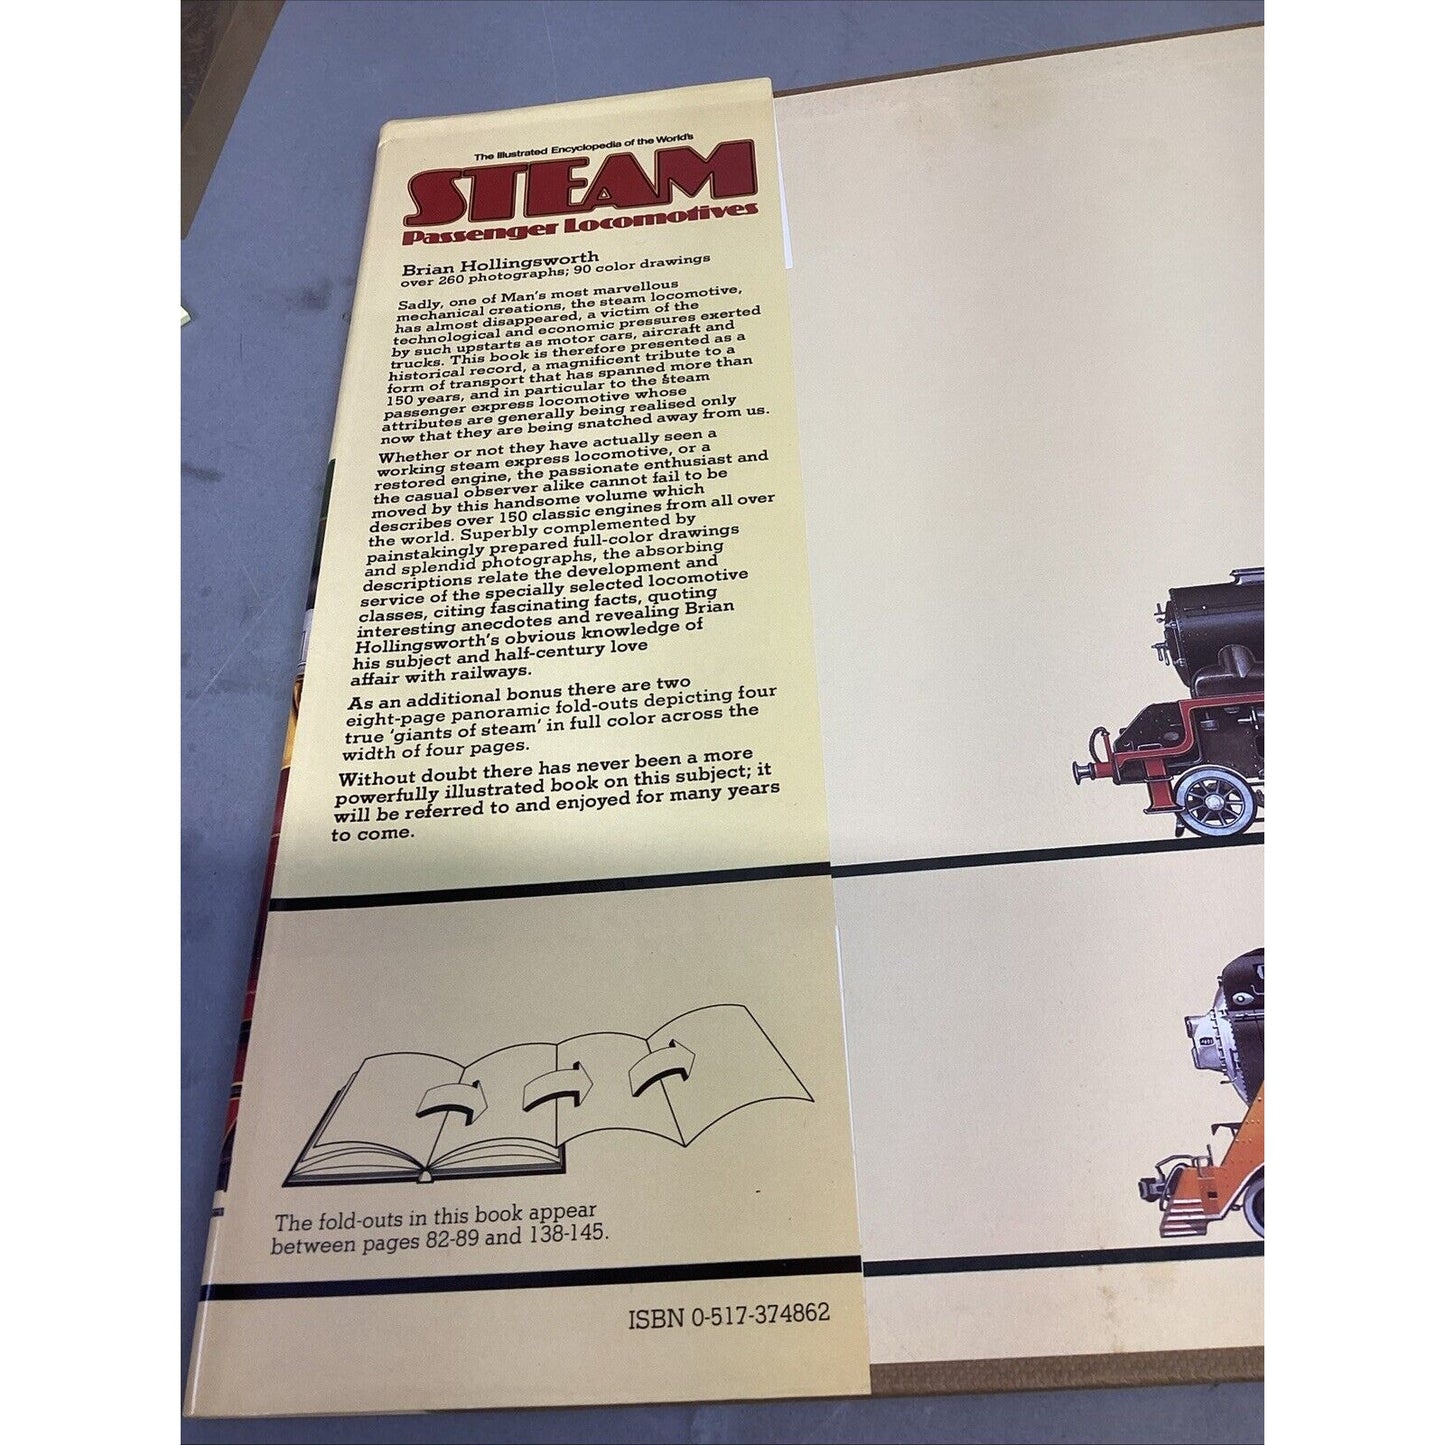 The Illustrated Encyclopedia of the World's
STEAM
Passenger Locomotives
Brian Hollingsworth
over 260 photographs; 90 color drawings
Sadly, one of Man's most marvellous
mechanical creations, the steam locomotive,
has almost disappeared, a victim of the
technological and economic pressures exerted
by such upstarts as motor cars, aircraft and
trucks. This book is therefore presented as a
historical record, a magnificent tribute to a
form of transport that has spanned more than
150 years, and in particular to the steam
passenger express locomotive whose
attributes are generally being realised only
now that they are being snatched away from us.
Whether or not they have actually seen a
working steam express locomotive, or a
restored engine, the passionate enthusiast and
the casual observer alike cannot fail to be
moved by this handsome volume which
describes over 150 classic engines from all over
the world. Superbly complemented by
painstakingly prepared full-color drawings
and splendid photographs, the absorbing
descriptions relate the development and
service of the specially selected locomotive
classes, citing fascinating facts, quoting
interesting anecdotes and revealing Brian
Hollingsworth's obvious knowledge of
his subject and half-century love
affair with railways.
As an additional bonus there are two
eight-page panoramic fold-outs depicting four
true 'giants of steam' in full color across the
width of four pages.
Without doubt there has never been a more
powerfully illustrated book on this subject; it
will be referred to and enjoyed for many years
to come.
The fold-outs in this book appear
between pages 82-89 and 138-145.
ISBN 0-517-374862